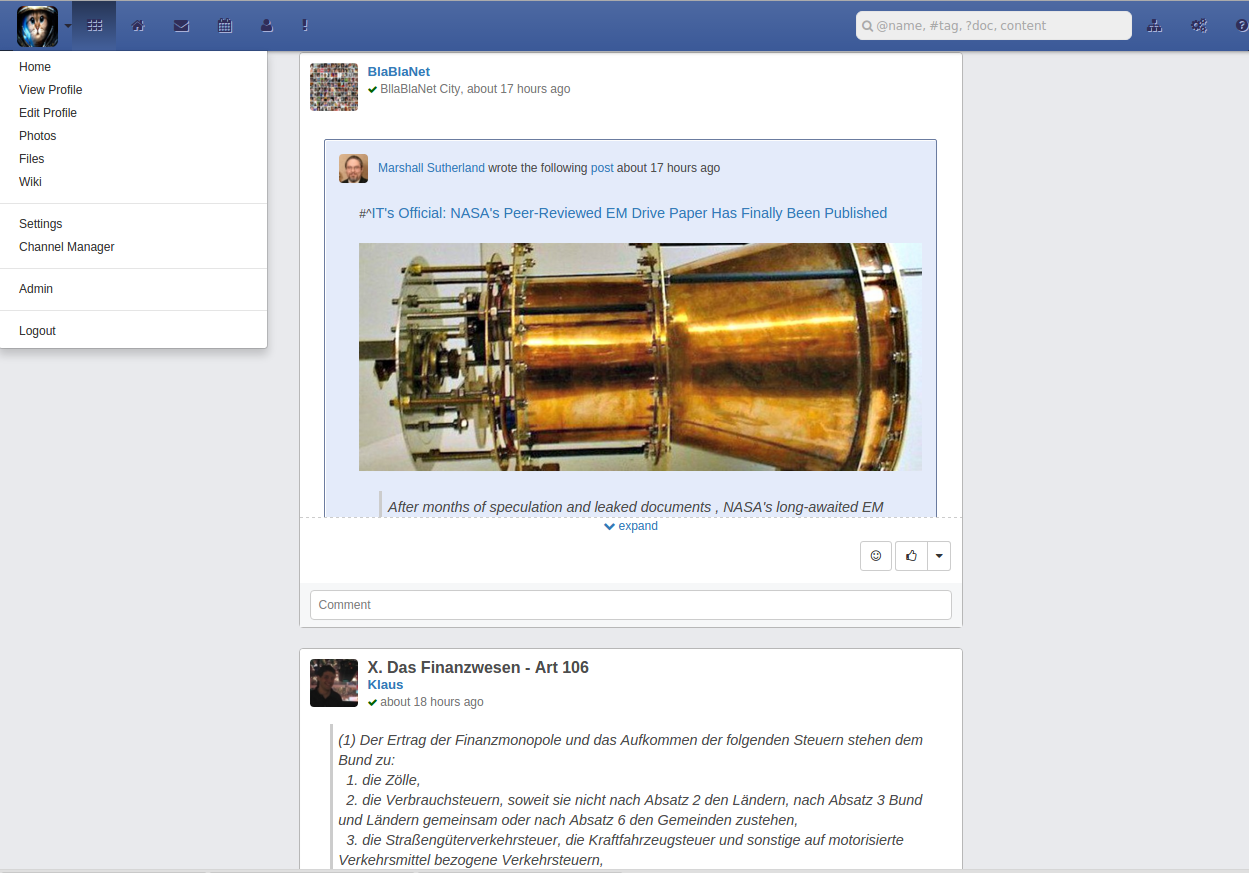 @name, #tag, ?doc, content
Home
View Profile
Edit Profile
Photos
Files
Wiki
Settings
Channel Manager
Admin
Logout
BlaBlaNet
BllaBlaNet City, about 17 hours ago
Marshall Sutherland wrote the following post about 17 hours ago
#^IT's Official: NASA's Peer-Reviewed EM Drive Paper Has Finally Been Published
After months of speculation and leaked documents , NASA's long-awaited EM
expand
Comment
X. Das Finanzwesen - Art 106
Klaus
about 18 hours ago
(1) Der Ertrag der Finanzmonopole und das Aufkommen der folgenden Steuern stehen dem
Bund zu:
1. die Zölle,
2. die Verbrauchsteuern, soweit sie nicht nach Absatz 2 den Ländern, nach Absatz 3 Bund
und Ländern gemeinsam oder nach Absatz 6 den Gemeinden zustehen,
3. die Straßengüterverkehrsteuer, die Kraftfahrzeugsteuer und sonstige auf motorisierte
Verkehrsmittel bezogene Verkehrsteuern,